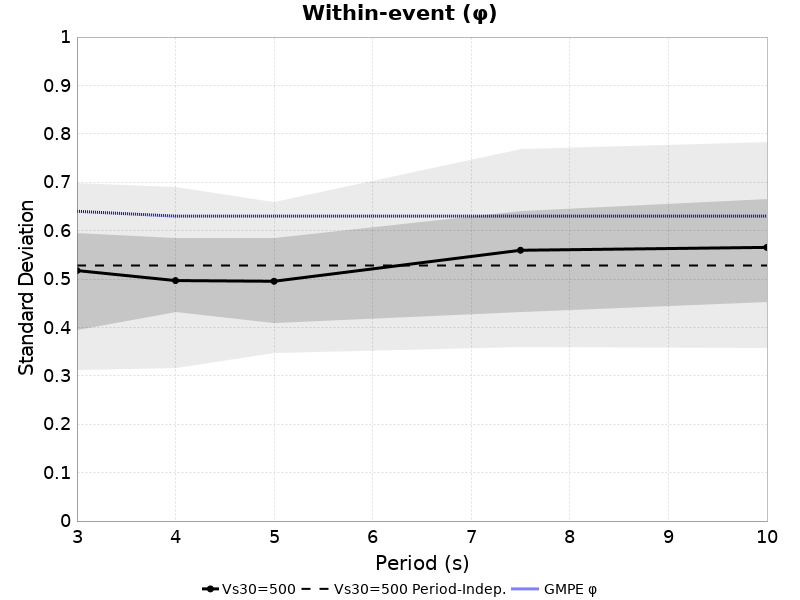 Within-event (φ)
1
0.9
0.8
0.7
0.6
0.5
0.4
0.3
0.2
0.1
0
Standard Deviation
3 4 5 6 7 8 9 10
Period (s)
Vs30=500 Vs30=500 Period-Indep. GMPE φ